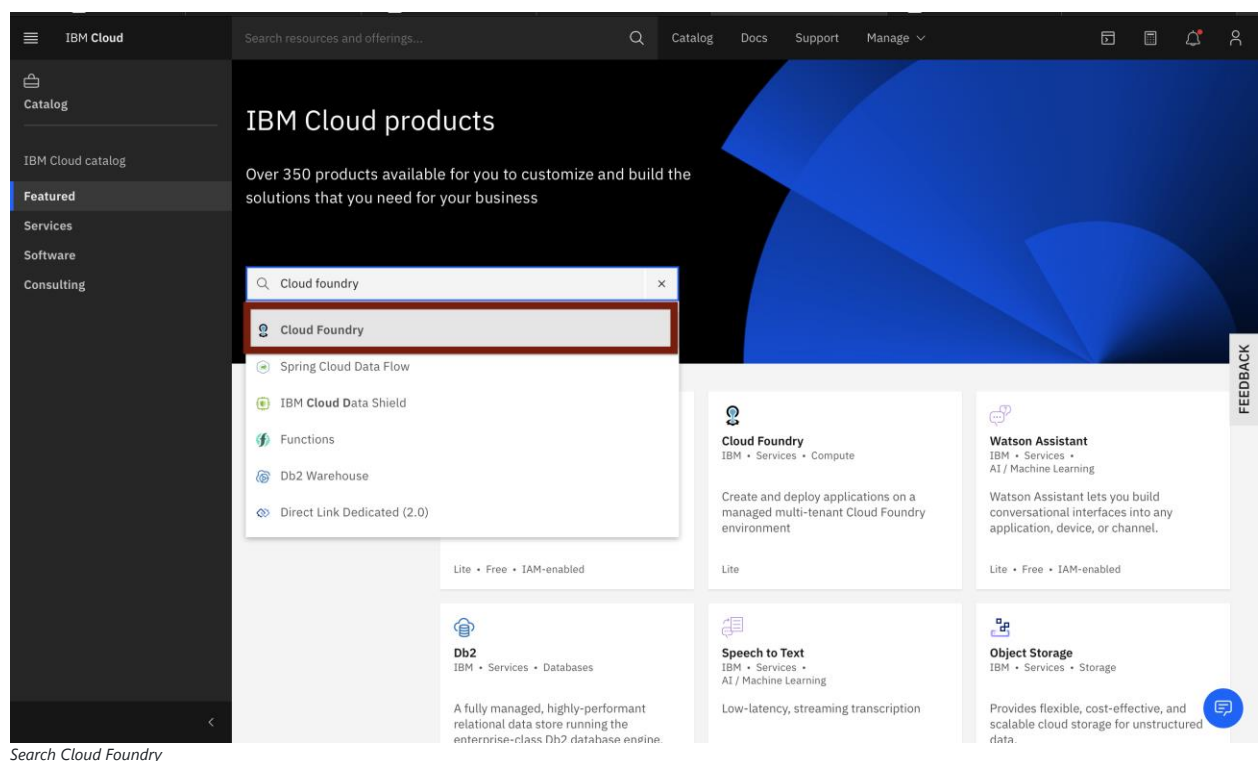 IBM Cloud
Search resources and offerings...
Catalog
Docs
Support
Manage
Catalog
IBM Cloud catalog
Featured
Services
Software
Consulting
IBM Cloud products
Over 350 products available for you to customize and build the
solutions that you need for your business
Cloud foundry
Cloud Foundry
Spring Cloud Data Flow
IBM Cloud Data Shield
Functions
Db2 Warehouse
Direct Link Dedicated (2.0)
FEEDBACK
Lite • Free • IAM-enabled
Cloud Foundry
IBM • Services • Compute
Create and deploy applications on a
managed multi-tenant Cloud Foundry
environment
Lite
Watson Assistant
IBM • Services •
AI / Machine Learning
Watson Assistant lets you build
conversational interfaces into any
application, device, or channel.
Lite • Free • IAM-enabled
Db2
IBM • Services • Databases
A fully managed, highly-performant
relational data store running the
enterprise-class Db2 database engine.
Speech to Text
IBM • Services •
AI / Machine Learning
Low-latency, streaming transcription
Object Storage
IBM • Services • Storage
Provides flexible, cost-effective, and
scalable cloud storage for unstructured
data.
Search Cloud Foundry